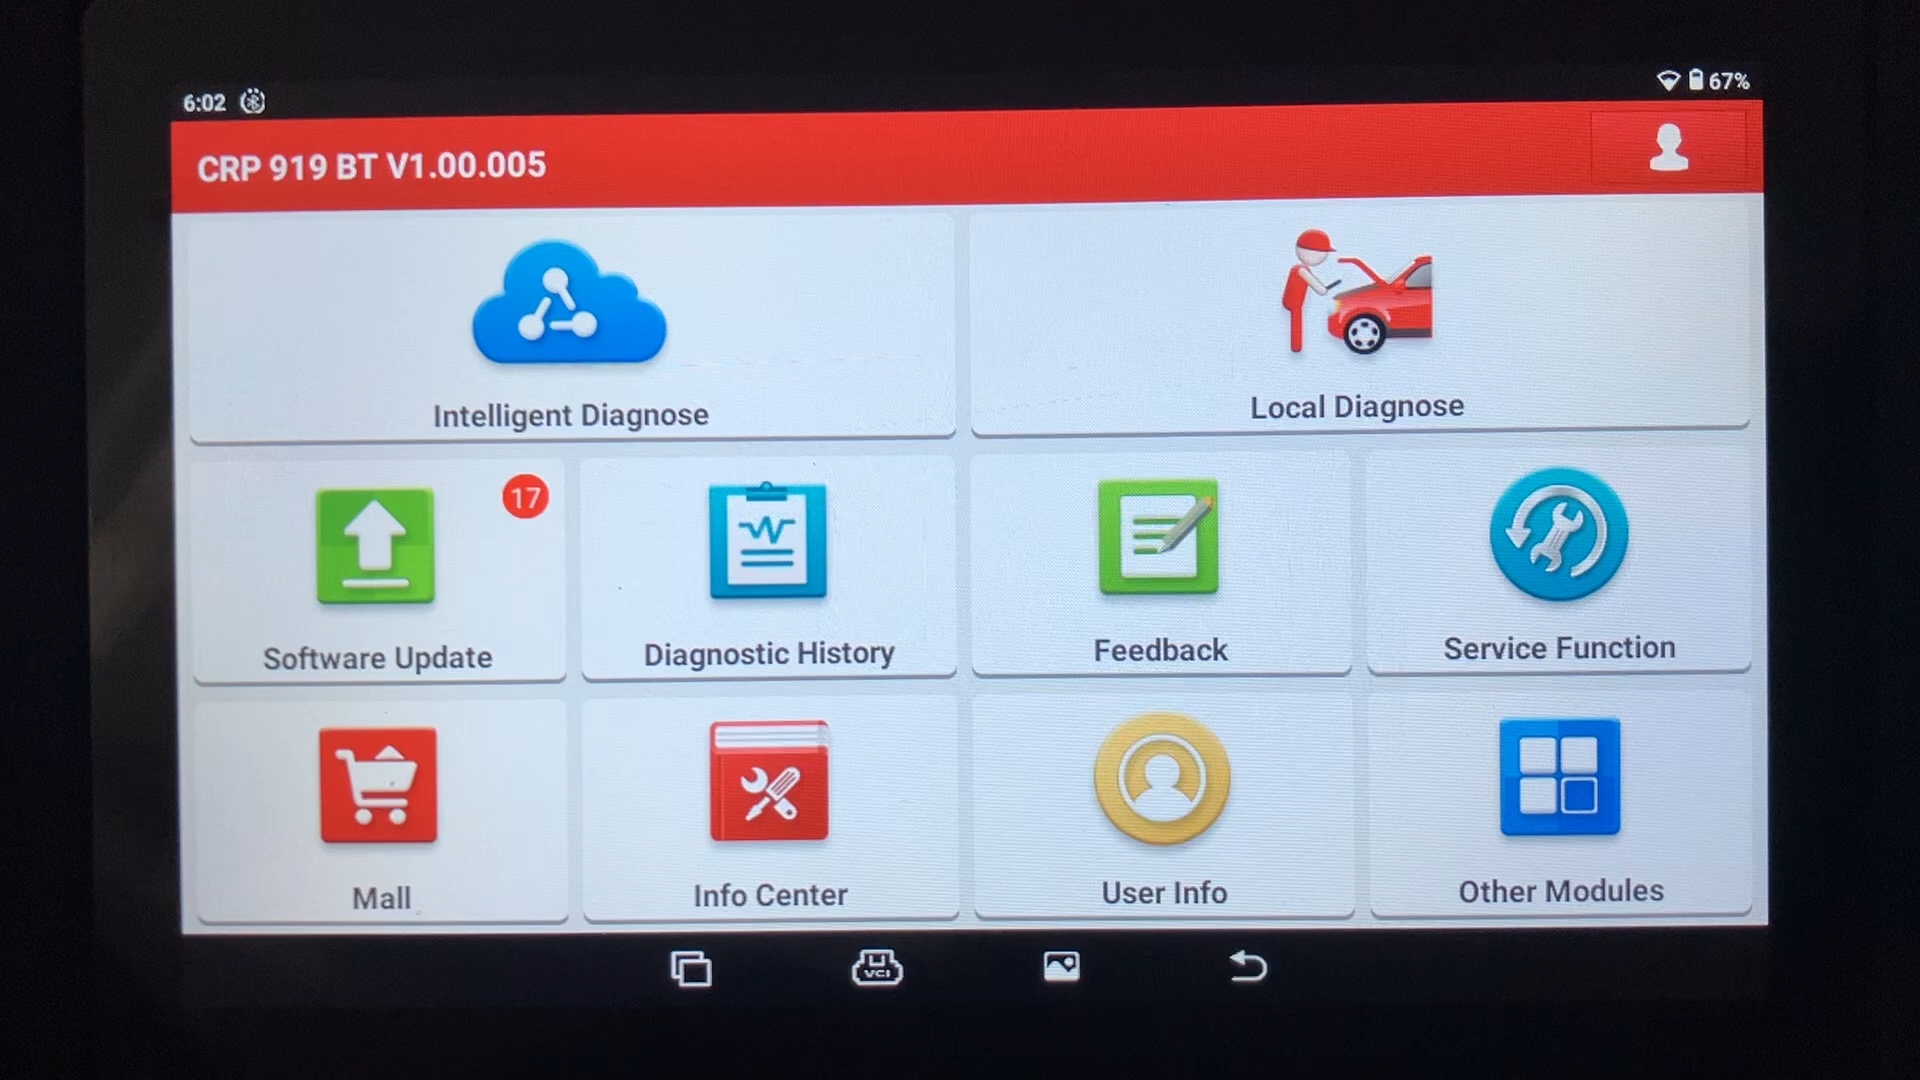 6:02
67%
CRP 919 BT V1.00.005
Intelligent Diagnose
Local Diagnose
17
Software Update
Diagnostic History
Feedback
Service Function
Mall
Info Center
User Info
Other Modules
VCI